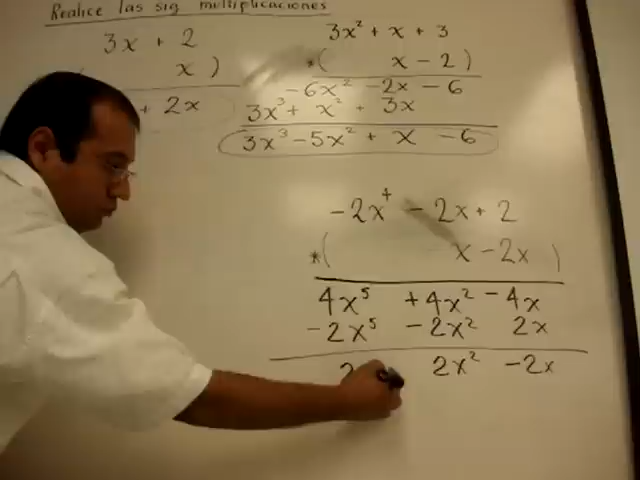 Realice las sig multiplicaciones
3x + 2
x )
+ 2x
3x² + x + 3
*( x - 2 )
-6x² - 2x - 6
3x³ + x² + 3x
3x³ - 5x² + x - 6
-2x⁴ - 2x + 2
*( x - 2x )
4x⁵ + 4x² - 4x
-2x⁵ - 2x² 2x
2 2x² - 2x